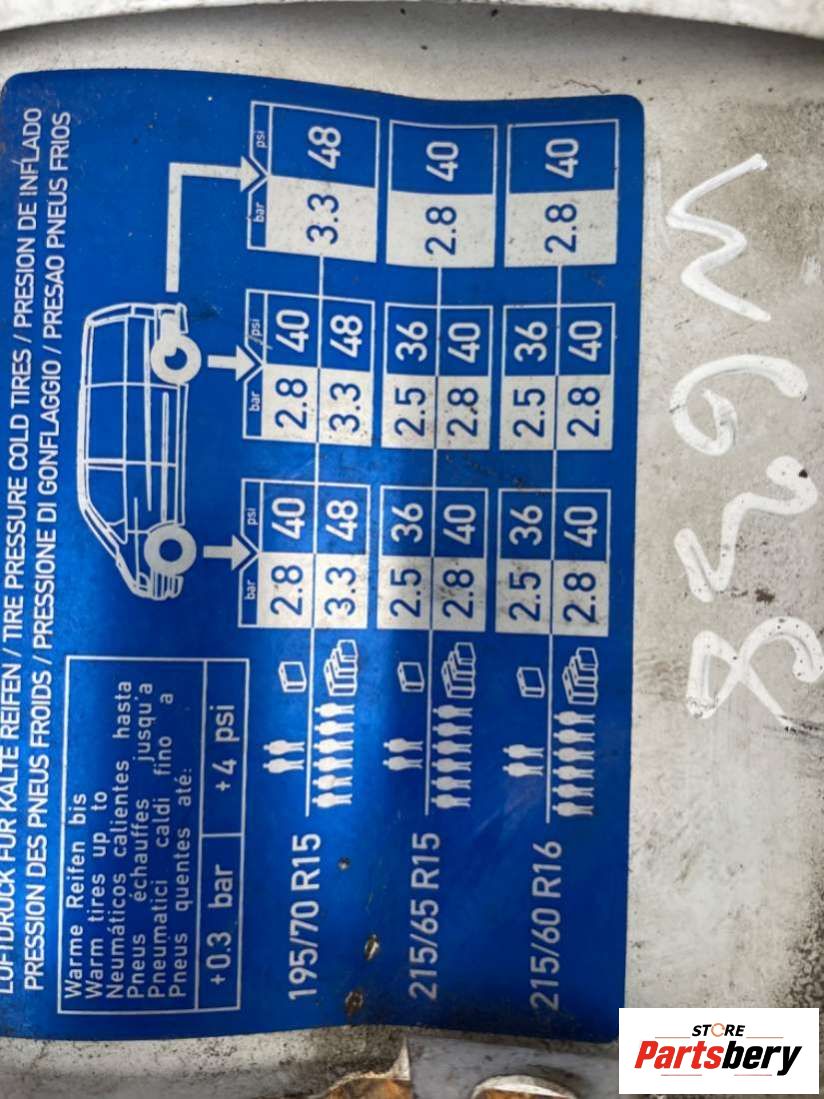 LUFTDRUCK FÜR KALTE REIFEN / TIRE PRESSURE COLD TIRES / PRESION DE INFLADO
PRESSION DES PNEUS FROIDS / PRESSIONE DI GONFLAGGIO / PRESAO PNEUS FRIOS
Warme Reifen bis
Warm tires up to
Neumáticos calientes hasta
Pneus échauffes jusqu'a
Pneumatici caldi fino a
Pneus quentes até:
+0.3 bar +4 psi
bar psi bar psi bar psi
195/70 R15 2.8 40 2.8 40 3.3 48
3.3 48 3.3 48
215/65 R15 2.5 36 2.5 36 2.8 40
2.8 40 2.8 40
215/60 R16 2.5 36 2.5 36 2.8 40
2.8 40 2.8 40
STORE
Partsbery